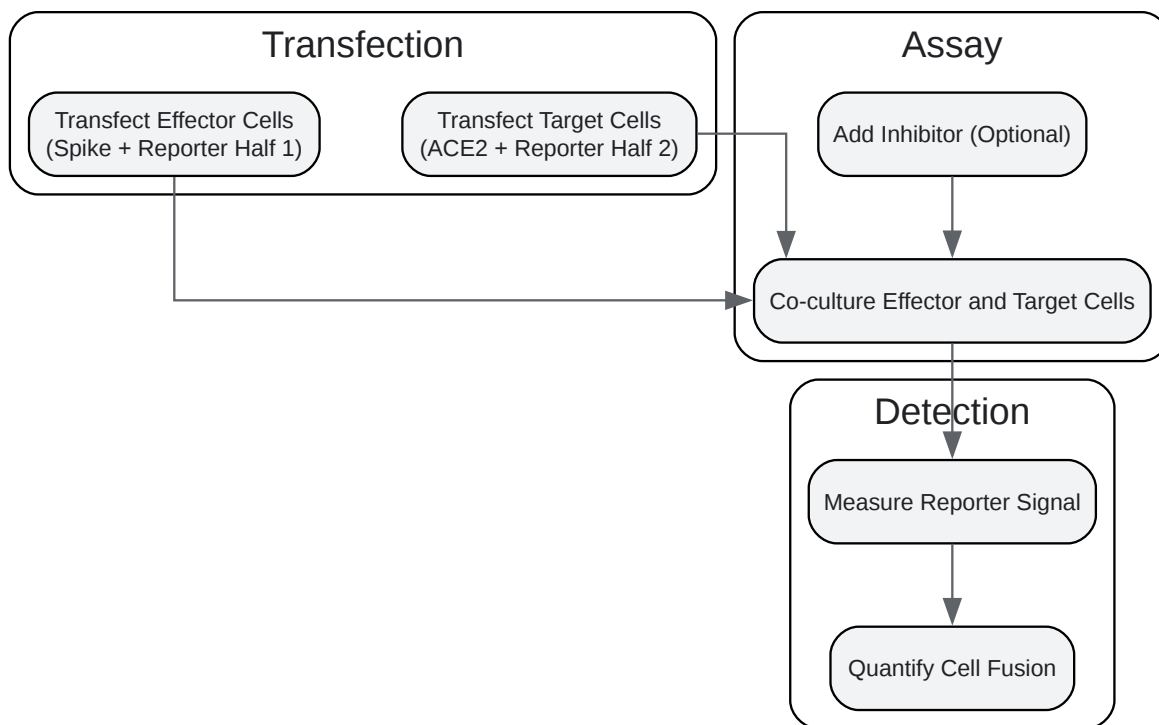 Transfection
Transfect Effector Cells
(Spike + Reporter Half 1)
Transfect Target Cells
(ACE2 + Reporter Half 2)
Assay
Add Inhibitor (Optional)
Co-culture Effector and Target Cells
Detection
Measure Reporter Signal
Quantify Cell Fusion